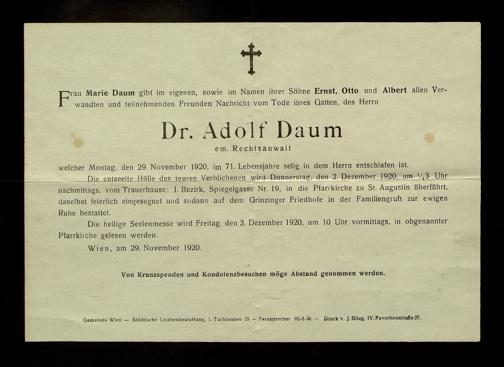 Frau Marie Daum gibt im eigenen, sowie im Namen ihrer Söhne Ernst, Otto und Albert allen Ver-
wandten und teilnehmenden Freunden Nachricht vom Tode ihres Gatten, des Herrn
Dr. Adolf Daum
em. Rechtsanwalt
welcher Montag, den 29 November 1920, im 71. Lebensjahre selig in dem Herrn entschlafen ist.
Die entseelte Hülle des teuren Verblichenen wird Donnerstag, den 2. Dezember 1920, um ½3 Uhr
nachmittags, vom Trauerhause: I. Bezirk, Spiegelgasse Nr. 19, in die Pfarrkirche zu St. Augustin überführt,
daselbst feierlich eingesegnet und sodann auf dem Grinzinger Friedhofe in der Familiengruft zur ewigen
Ruhe bestattet.
Die heilige Seelenmesse wird Freitag, den 3. Dezember 1920, um 10 Uhr vormittags, in obgenannter
Pfarrkirche gelesen werden.
Wien, am 29. November 1920.
Von Kranzspenden und Kondolenzbesuchen möge Abstand genommen werden.
Gemeinde Wien — Städtische Leichenbestattung, I. Tuchlauben — Fernsprecher — Druck v. J. IV. Favoritenstraße